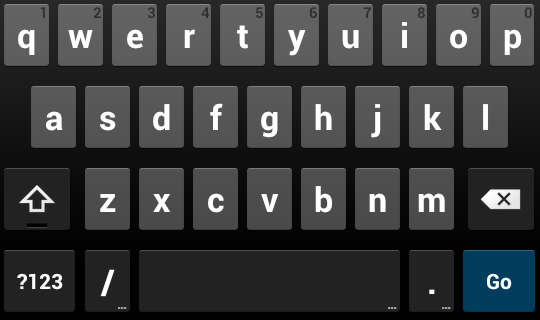 1 2 3 4 5 6 7 8 9 0
q w e r t y u i o p
a s d f g h j k l
z x c v b n m
?123 / ... ... . ... Go